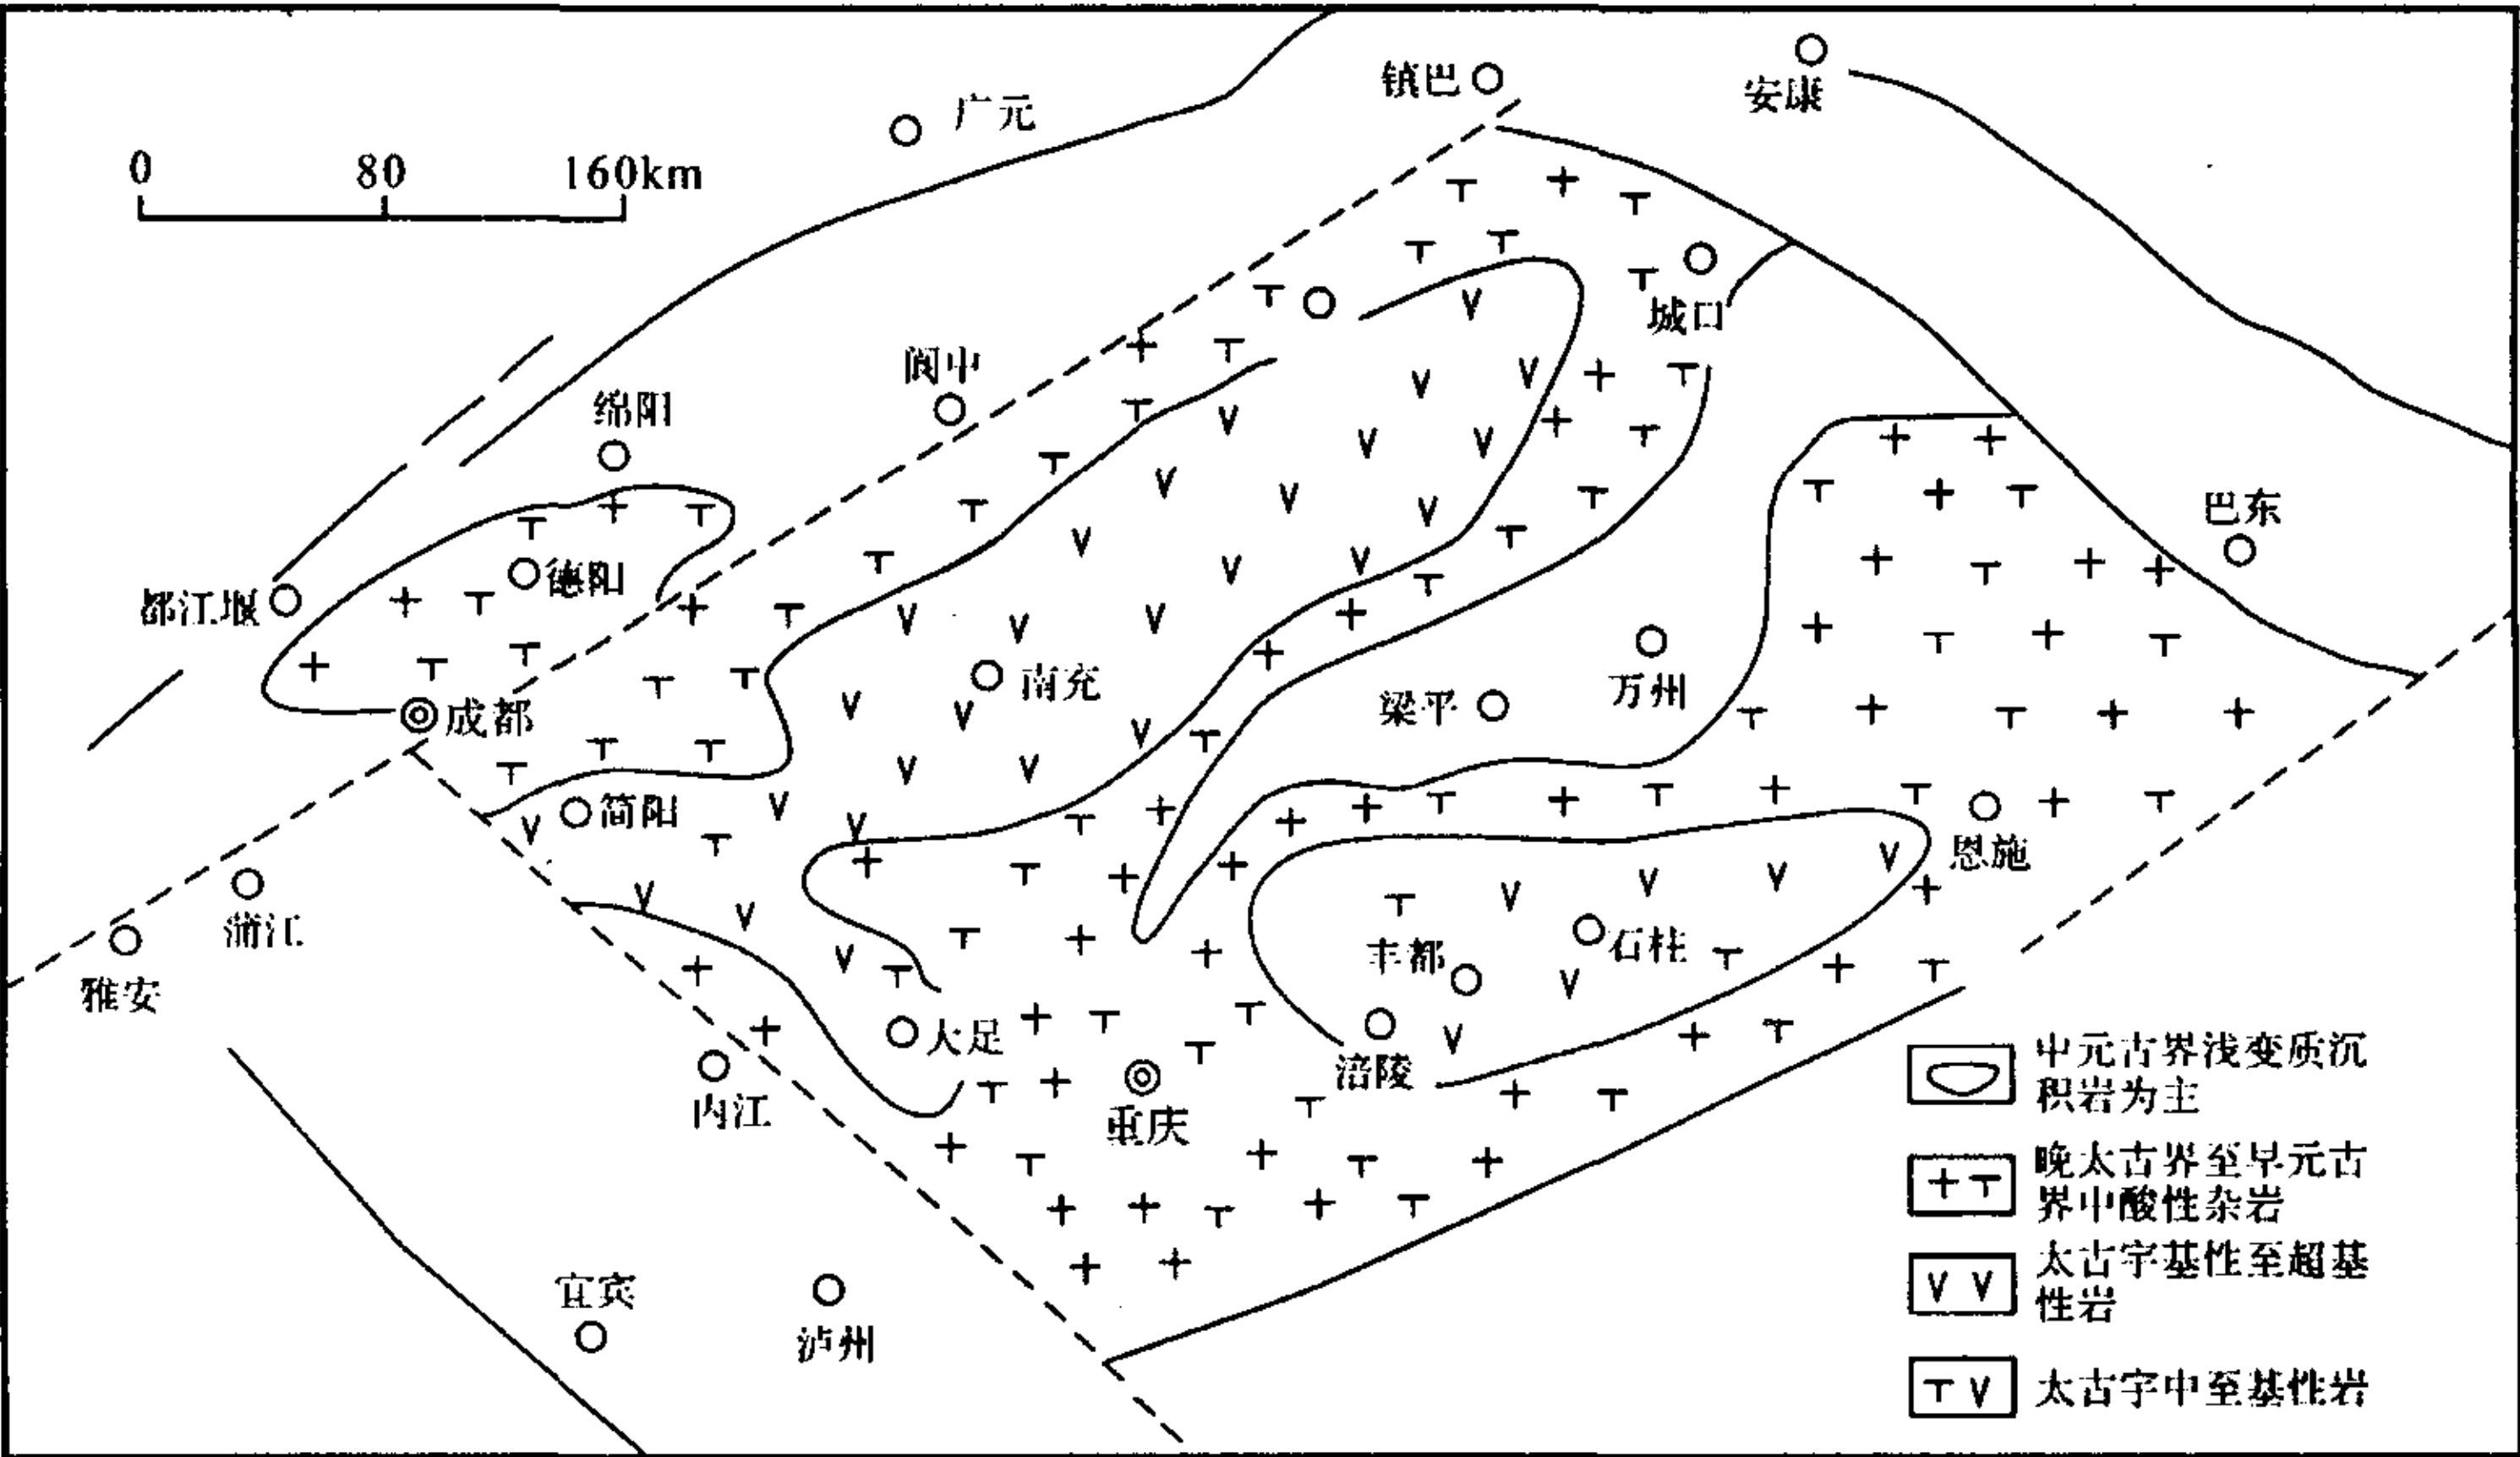 镇巴
安康
广元
0 80 160km
城口
阆中
绵阳
巴东
德阳
都江堰
南充
万州
梁平
成都
简阳
恩施
蒲江
石柱
丰都
雅安
大足
涪陵
内江
重庆
宜宾
泸州
中元古界浅变质沉
积岩为主
晚太古界至早元古
界中酸性杂岩
太古宇基性至超基
性岩
太古宇中至基性岩